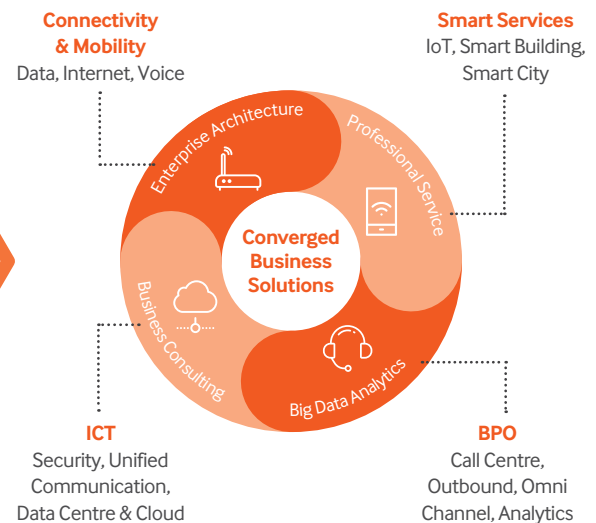 Connectivity
& Mobility
Data, Internet, Voice
Smart Services
IoT, Smart Building,
Smart City
Enterprise Architecture
Professional Service
Converged
Business
Solutions
Business Consulting
Big Data Analytics
ICT
Security, Unified
Communication,
Data Centre & Cloud
BPO
Call Centre,
Outbound, Omni
Channel, Analytics